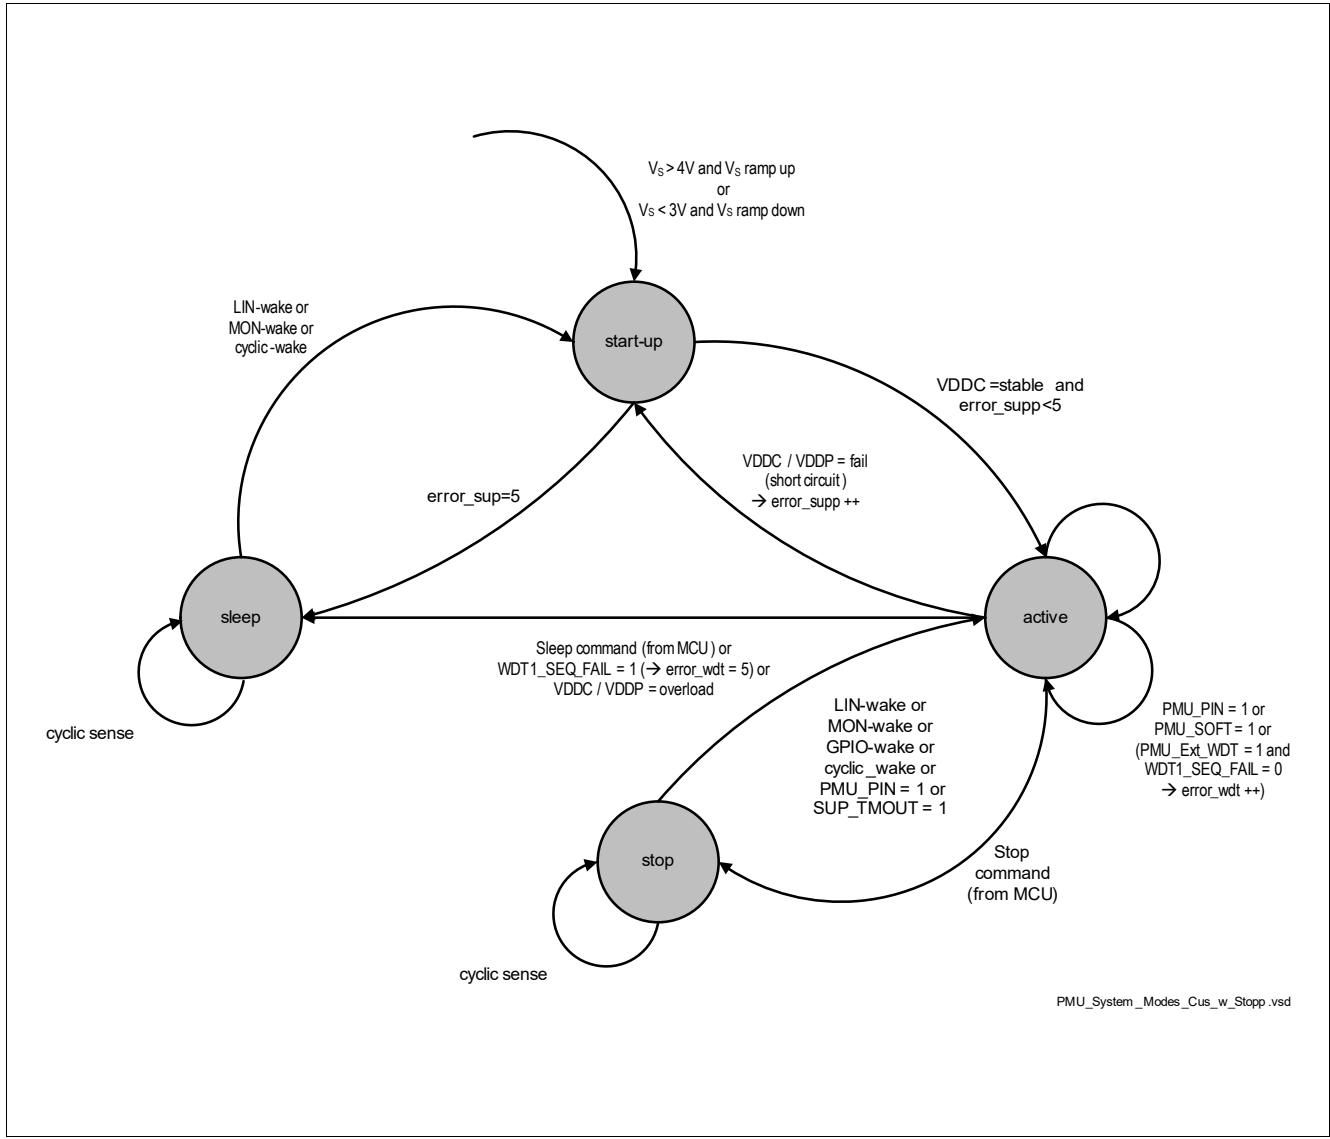 V_S > 4V and V_S ramp up
or
V_S < 3V and V_S ramp down
LIN-wake or
MON-wake or
cyclic-wake
start-up
VDDC =stable and
error_supp<5
VDDC / VDDP = fail
(short circuit)
→ error_supp ++
error_sup=5
sleep
active
Sleep command (from MCU) or
WDT1_SEQ_FAIL = 1 (→ error_wdt = 5) or
VDDC / VDDP = overload
cyclic sense
LIN-wake or
MON-wake or
GPIO-wake or
cyclic_wake or
PMU_PIN = 1 or
SUP_TMOUT = 1
PMU_PIN = 1 or
PMU_SOFT = 1 or
(PMU_Ext_WDT = 1 and
WDT1_SEQ_FAIL = 0
→ error_wdt ++)
stop
Stop
command
(from MCU)
cyclic sense
PMU_System_Modes_Cus_w_Stopp.vsd